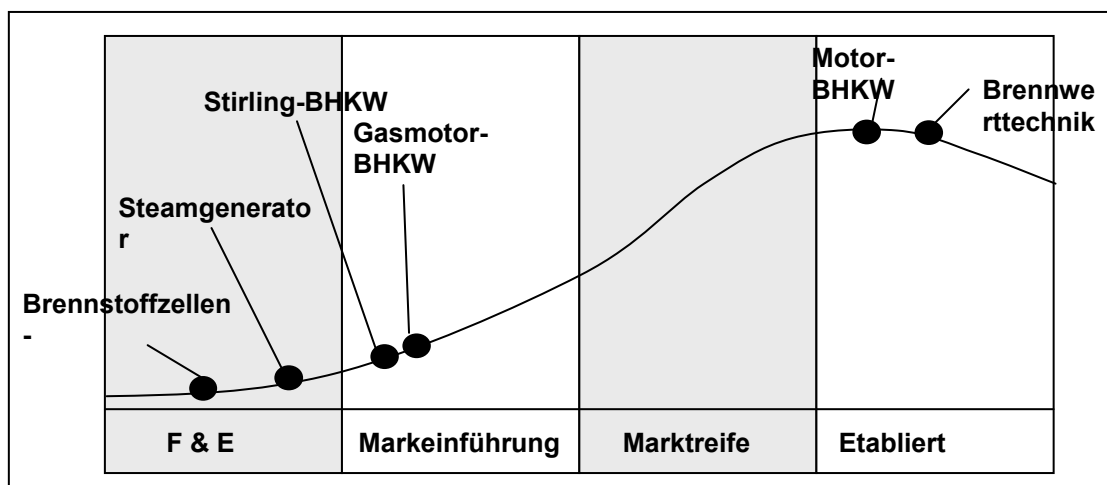 Motor-
BHKW
Brennwe
rttechnik
Stirling-BHKW
Gasmotor-
BHKW
Steamgenerato
r
Brennstoffzellen
-
F & E
Markeinführung
Marktreife
Etabliert